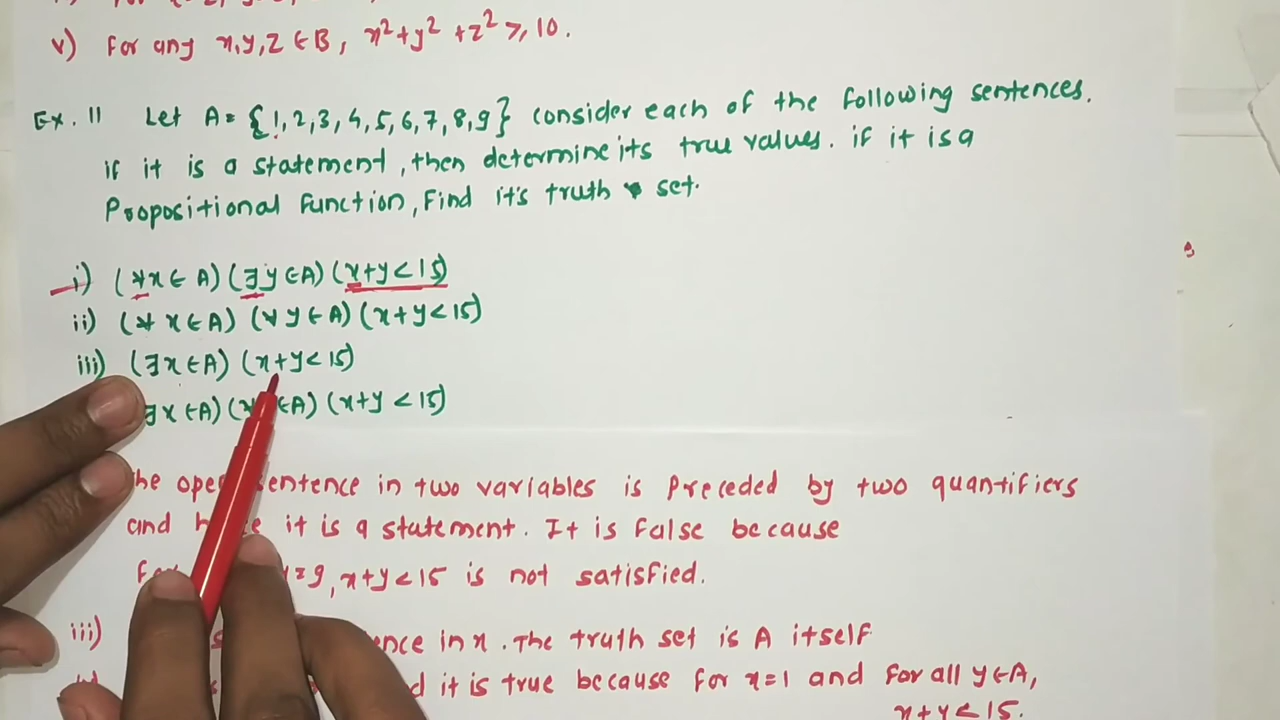 v) For any x,y,z ∈ B, x²+y²+z² ⩾ 10.
Ex. 11 Let A = {1,2,3,4,5,6,7,8,9} consider each of the following sentences.
if it is a statement, then determine its true values. if it is a
Propositional Function, Find it's truth set.
i) (∀x ∈ A) (∃y ∈ A) (x+y < 15)
ii) (∀ x ∈ A) (∀ y ∈ A) (x+y < 15)
iii) (∃x ∈ A) (x+y < 15)
∃x ∈ A) ( ∈ A) (x+y < 15)
sentence in two variables is preceded by two quantifiers
and it is a statement. It is false because
=9, x+y < 15 is not satisfied.
iii) in x. The truth set is A itself
it is true because for x=1 and for all y ∈ A,
x+y < 15.